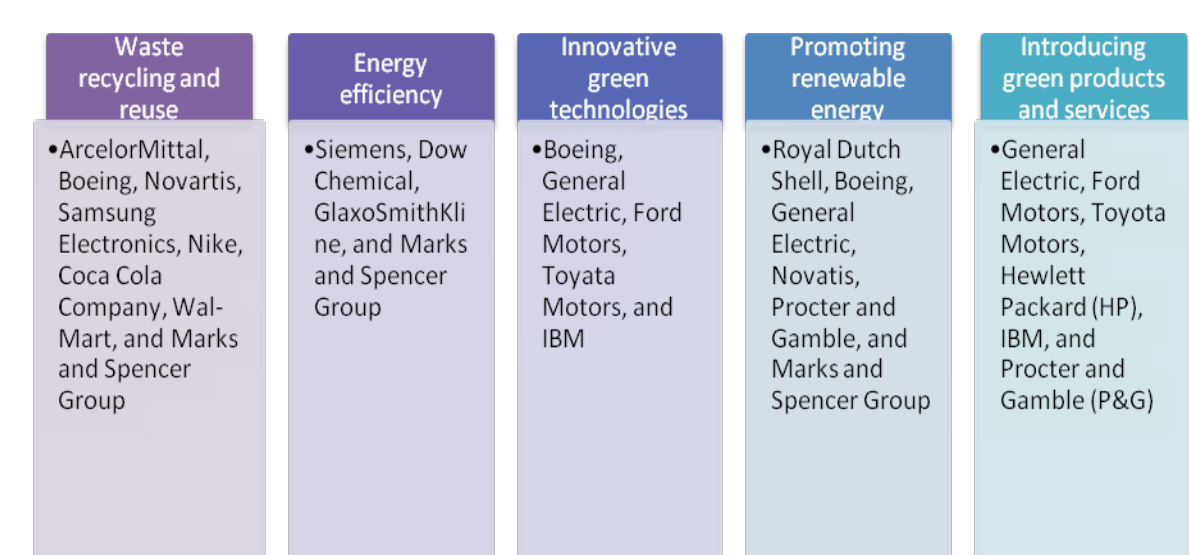 Waste
recycling and
reuse
•ArcelorMittal,
Boeing, Novartis,
Samsung
Electronics, Nike,
Coca Cola
Company, Wal-
Mart, and Marks
and Spencer
Group
Energy
efficiency
•Siemens, Dow
Chemical,
GlaxoSmithKli
ne, and Marks
and Spencer
Group
Innovative
green
technologies
•Boeing,
General
Electric, Ford
Motors,
Toyata
Motors, and
IBM
Promoting
renewable
energy
•Royal Dutch
Shell, Boeing,
General
Electric,
Novatis,
Procter and
Gamble, and
Marks and
Spencer Group
Introducing
green products
and services
•General
Electric, Ford
Motors, Toyota
Motors,
Hewlett
Packard (HP),
IBM, and
Procter and
Gamble (P&G)